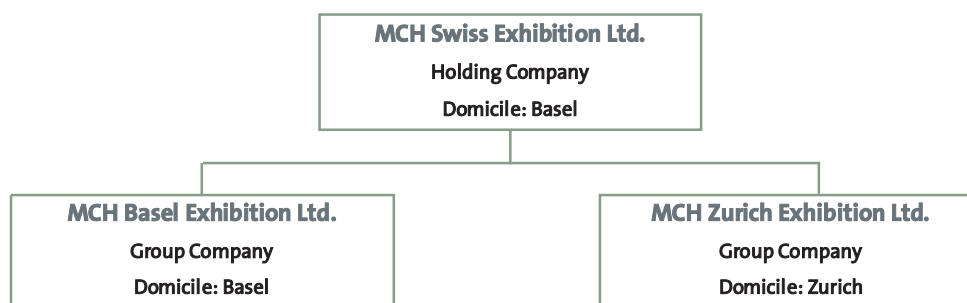 MCH Swiss Exhibition Ltd.
Holding Company
Domicile: Basel
MCH Basel Exhibition Ltd.
Group Company
Domicile: Basel
MCH Zurich Exhibition Ltd.
Group Company
Domicile: Zurich